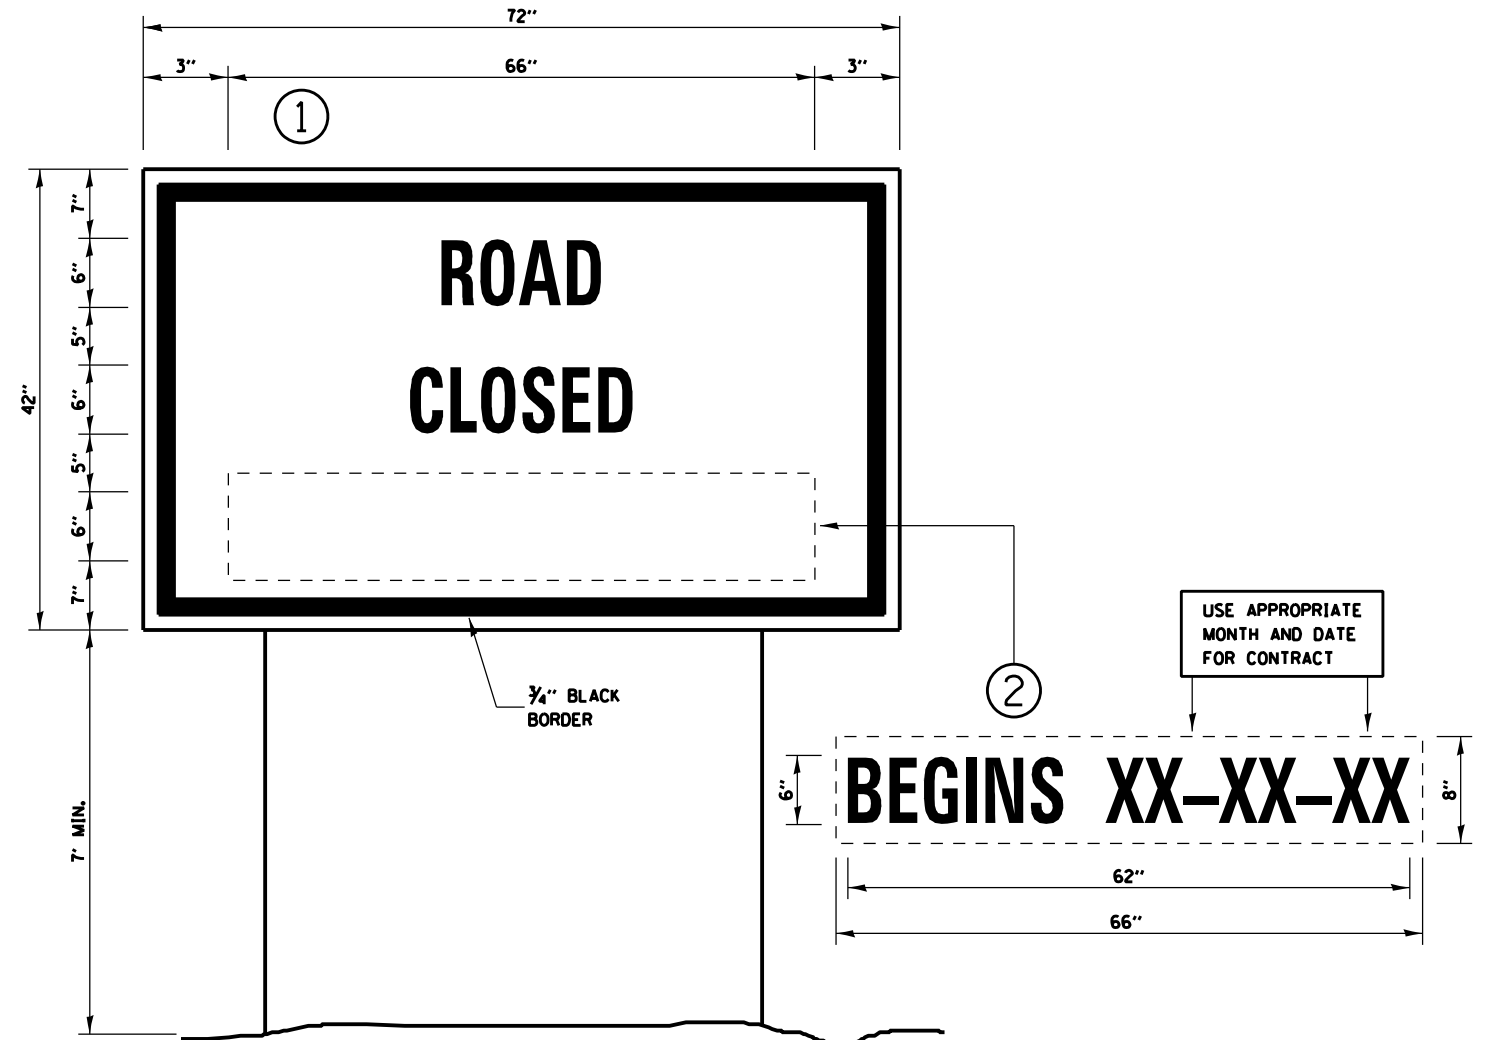 72"
3" 66" 3"
1
7"
6"
5"
6"
5"
6"
7"
42"
ROAD
CLOSED
3/4" BLACK
BORDER
7' MIN.
2
USE APPROPRIATE
MONTH AND DATE
FOR CONTRACT
6"
BEGINS XX-XX-XX
8"
62"
66"